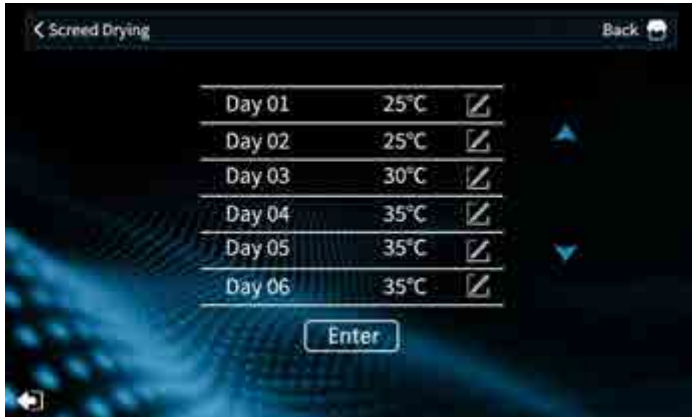 Screed Drying Back
Day 01 25°C
Day 02 25°C
Day 03 30°C
Day 04 35°C
Day 05 35°C
Day 06 35°C
Enter